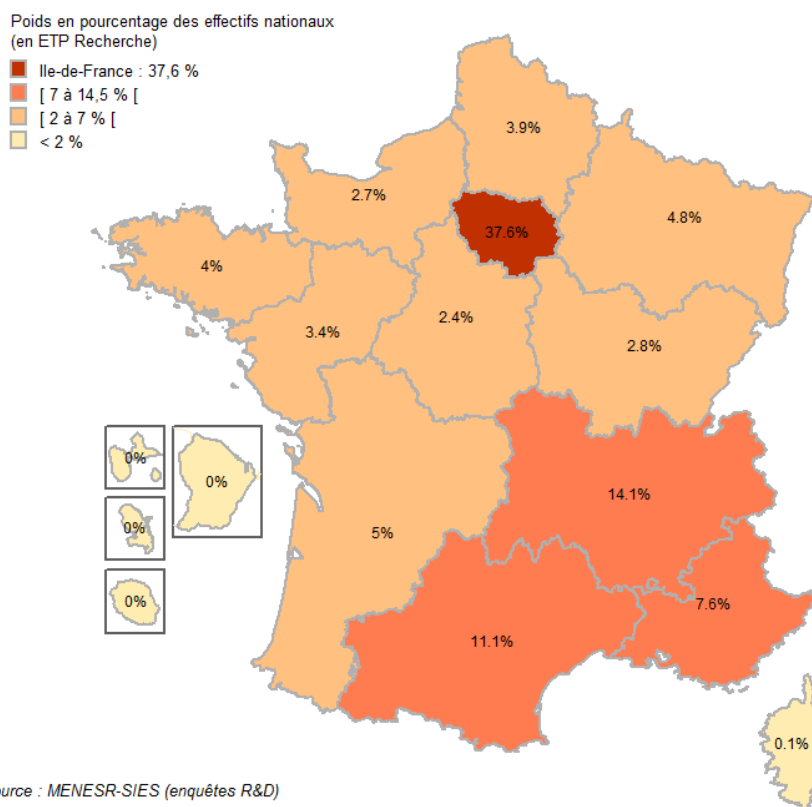 Poids en pourcentage des effectifs nationaux
(en ETP Recherche)
Ile-de-France : 37,6 %
[ 7 à 14,5 % [
[ 2 à 7 % [
< 2 %
3.9%
2.7%
4.8%
37.6%
4%
2.4%
3.4%
2.8%
0%
0%
14.1%
0%
5%
0%
7.6%
11.1%
0.1%
urce : MENESR-SIES (enquêtes R&D)